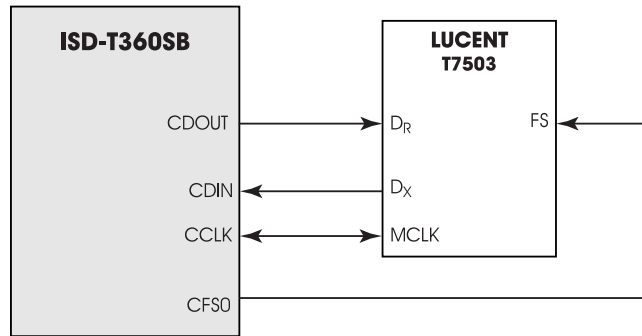 ISD-T360SB
LUCENT
T7503
CDOUT
DR
FS
CDIN
DX
CCLK
MCLK
CFS0